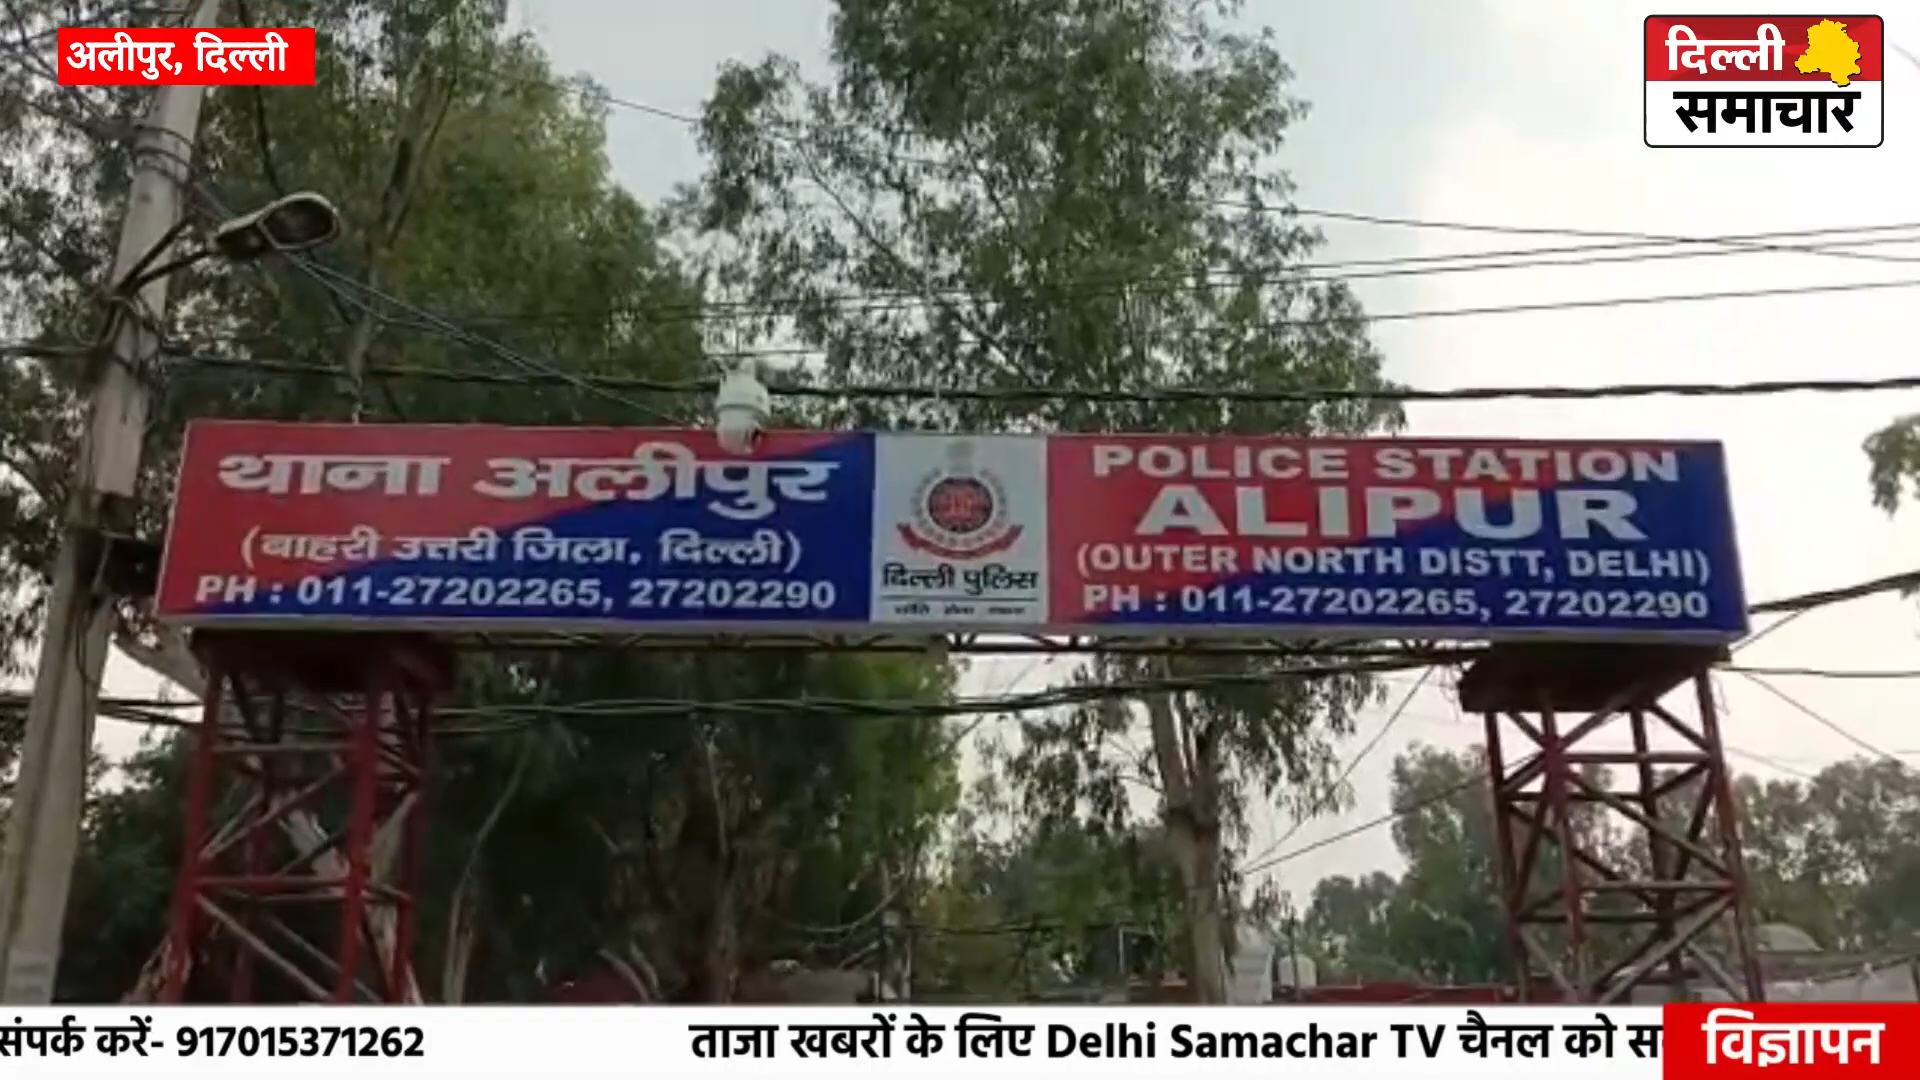 अलीपुर, दिल्ली
दिल्ली
समाचार
थाना अलीपुर
(बाहरी उत्तरी जिला, दिल्ली)
PH : 011-27202265, 27202290
दिल्ली पुलिस
POLICE STATION
ALIPUR
(OUTER NORTH DISTT, DELHI)
PH : 011-27202265, 27202290
संपर्क करें- 917015371262
ताजा खबरों के लिए Delhi Samachar TV चैनल को
विज्ञापन